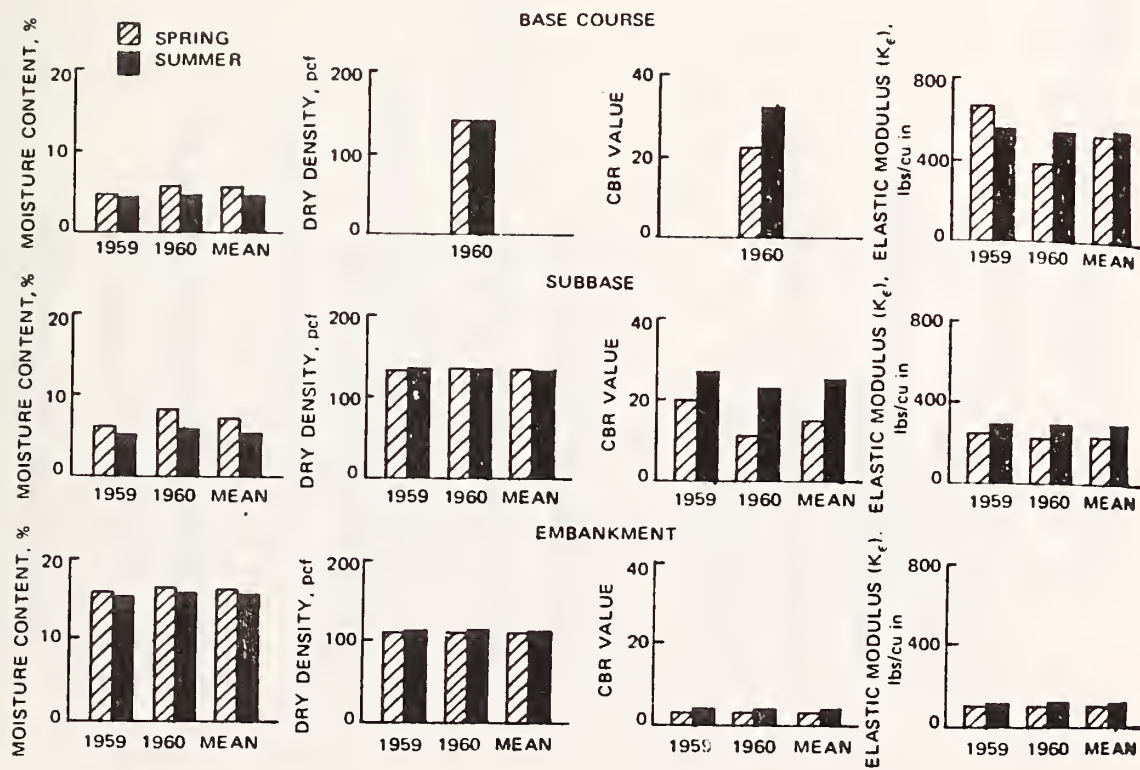 BASE COURSE
SPRING
SUMMER
MOISTURE CONTENT, %
20
10
0
1959 1960 MEAN
DRY DENSITY, pcf
200
100
0
1960
CBR VALUE
40
20
0
1960
ELASTIC MODULUS (Kε),
lbs/cu in
800
400
0
1959 1960 MEAN
SUBBASE
MOISTURE CONTENT, %
20
10
0
1959 1960 MEAN
DRY DENSITY, pcf
200
100
0
1959 1960 MEAN
CBR VALUE
40
20
0
1959 1960 MEAN
ELASTIC MODULUS (Kε),
lbs/cu in
800
400
0
1959 1960 MEAN
EMBANKMENT
MOISTURE CONTENT, %
20
10
0
1959 1960 MEAN
DRY DENSITY, pcf
200
100
0
1959 1960 MEAN
CBR VALUE
40
20
0
1959 1960 MEAN
ELASTIC MODULUS (Kε),
lbs/cu in
800
400
0
1959 1960 MEAN